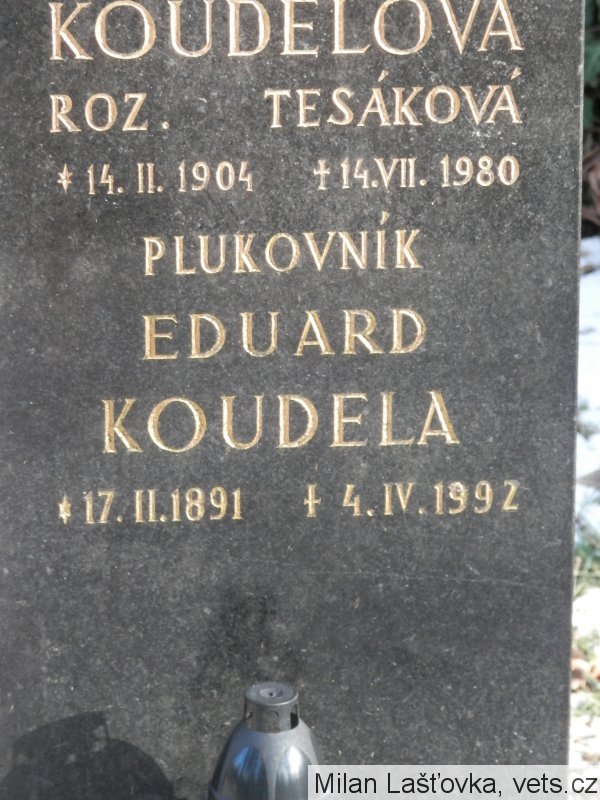 KOUDELOVÁ
ROZ. TESÁKOVÁ
* 14. II. 1904 † 14. VII. 1980
PLUKOVNÍK
EDUARD
KOUDELA
* 17. II. 1891 † 4. IV. 1992
Milan Lašťovka, vets.cz